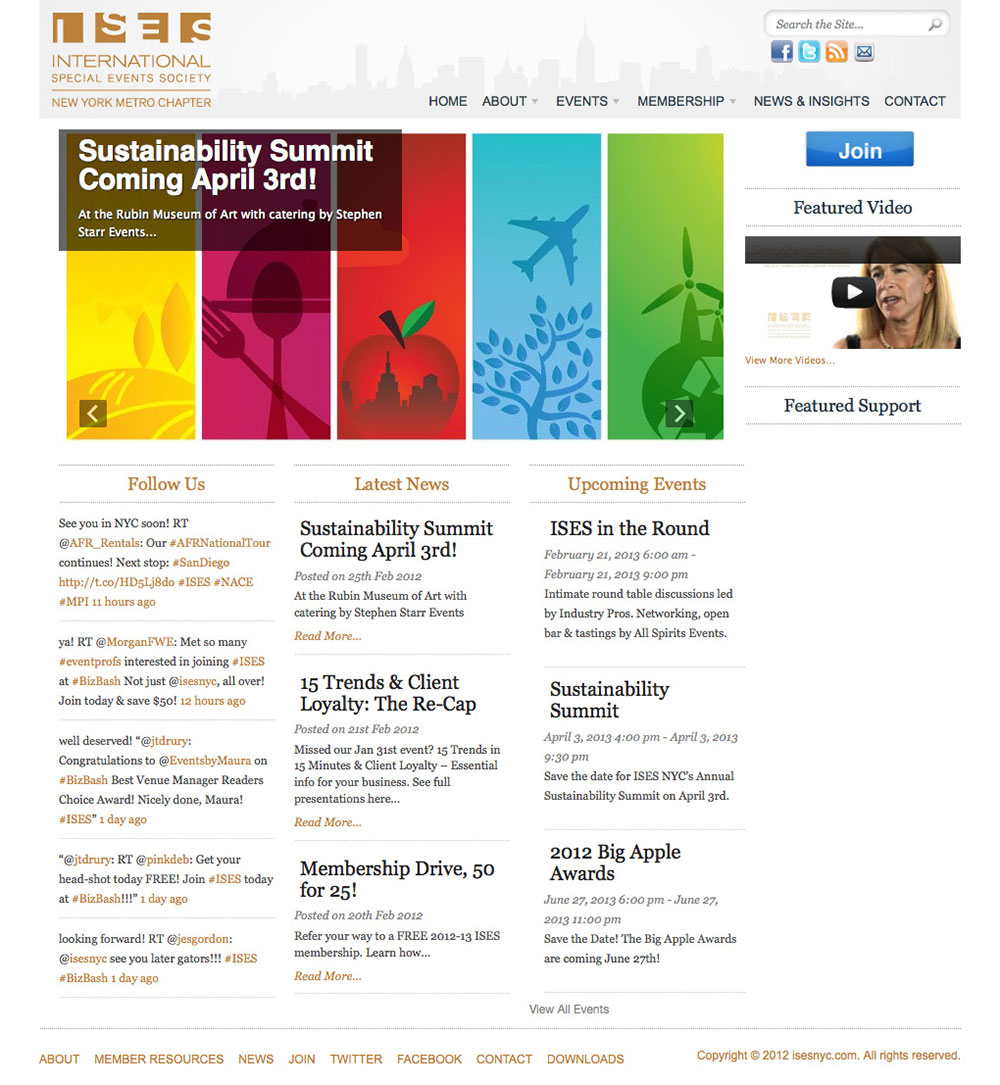 ISES
INTERNATIONAL
SPECIAL EVENTS SOCIETY
NEW YORK METRO CHAPTER
Search the Site...
HOME ABOUT EVENTS MEMBERSHIP NEWS & INSIGHTS CONTACT
Sustainability Summit
Coming April 3rd!
At the Rubin Museum of Art with catering by Stephen
Starr Events...
Join
Featured Video
View More Videos...
Featured Support
Follow Us
See you in NYC soon! RT
@AFR_Rentals: Our #AFRNationalTour
continues! Next stop: #SanDiego
http://t.co/HD5Lj8do #ISES #NACE
#MPI 11 hours ago
ya! RT @MorganFWE: Met so many
#eventprofs interested in joining #ISES
at #BizBash Not just @isesnyc, all over!
Join today & save $50! 12 hours ago
well deserved! “@jtdrury:
Congratulations to @EventsbyMaura on
#BizBash Best Venue Manager Readers
Choice Award! Nicely done, Maura!
#ISES” 1 day ago
“@jtdrury: RT @pinkdeb: Get your
head-shot today FREE! Join #ISES today
at #BizBash!!!” 1 day ago
looking forward! RT @jesgordon:
@isesnyc see you later gators!!! #ISES
#BizBash 1 day ago
Latest News
Sustainability Summit
Coming April 3rd!
Posted on 25th Feb 2012
At the Rubin Museum of Art with
catering by Stephen Starr Events
Read More...
15 Trends & Client
Loyalty: The Re-Cap
Posted on 21st Feb 2012
Missed our Jan 31st event? 15 Trends in
15 Minutes & Client Loyalty – Essential
info for your business. See full
presentations here...
Read More...
Membership Drive, 50
for 25!
Posted on 20th Feb 2012
Refer your way to a FREE 2012-13 ISES
membership. Learn how...
Read More...
Upcoming Events
ISES in the Round
February 21, 2013 6:00 am -
February 21, 2013 9:00 pm
Intimate round table discussions led
by Industry Pros. Networking, open
bar & tastings by All Spirits Events.
Sustainability
Summit
April 3, 2013 4:00 pm - April 3, 2013
9:30 pm
Save the date for ISES NYC's Annual
Sustainability Summit on April 3rd.
2012 Big Apple
Awards
June 27, 2013 6:00 pm - June 27,
2013 11:00 pm
Save the Date! The Big Apple Awards
are coming June 27th!
View All Events
ABOUT MEMBER RESOURCES NEWS JOIN TWITTER FACEBOOK CONTACT DOWNLOADS
Copyright © 2012 isesnyc.com. All rights reserved.